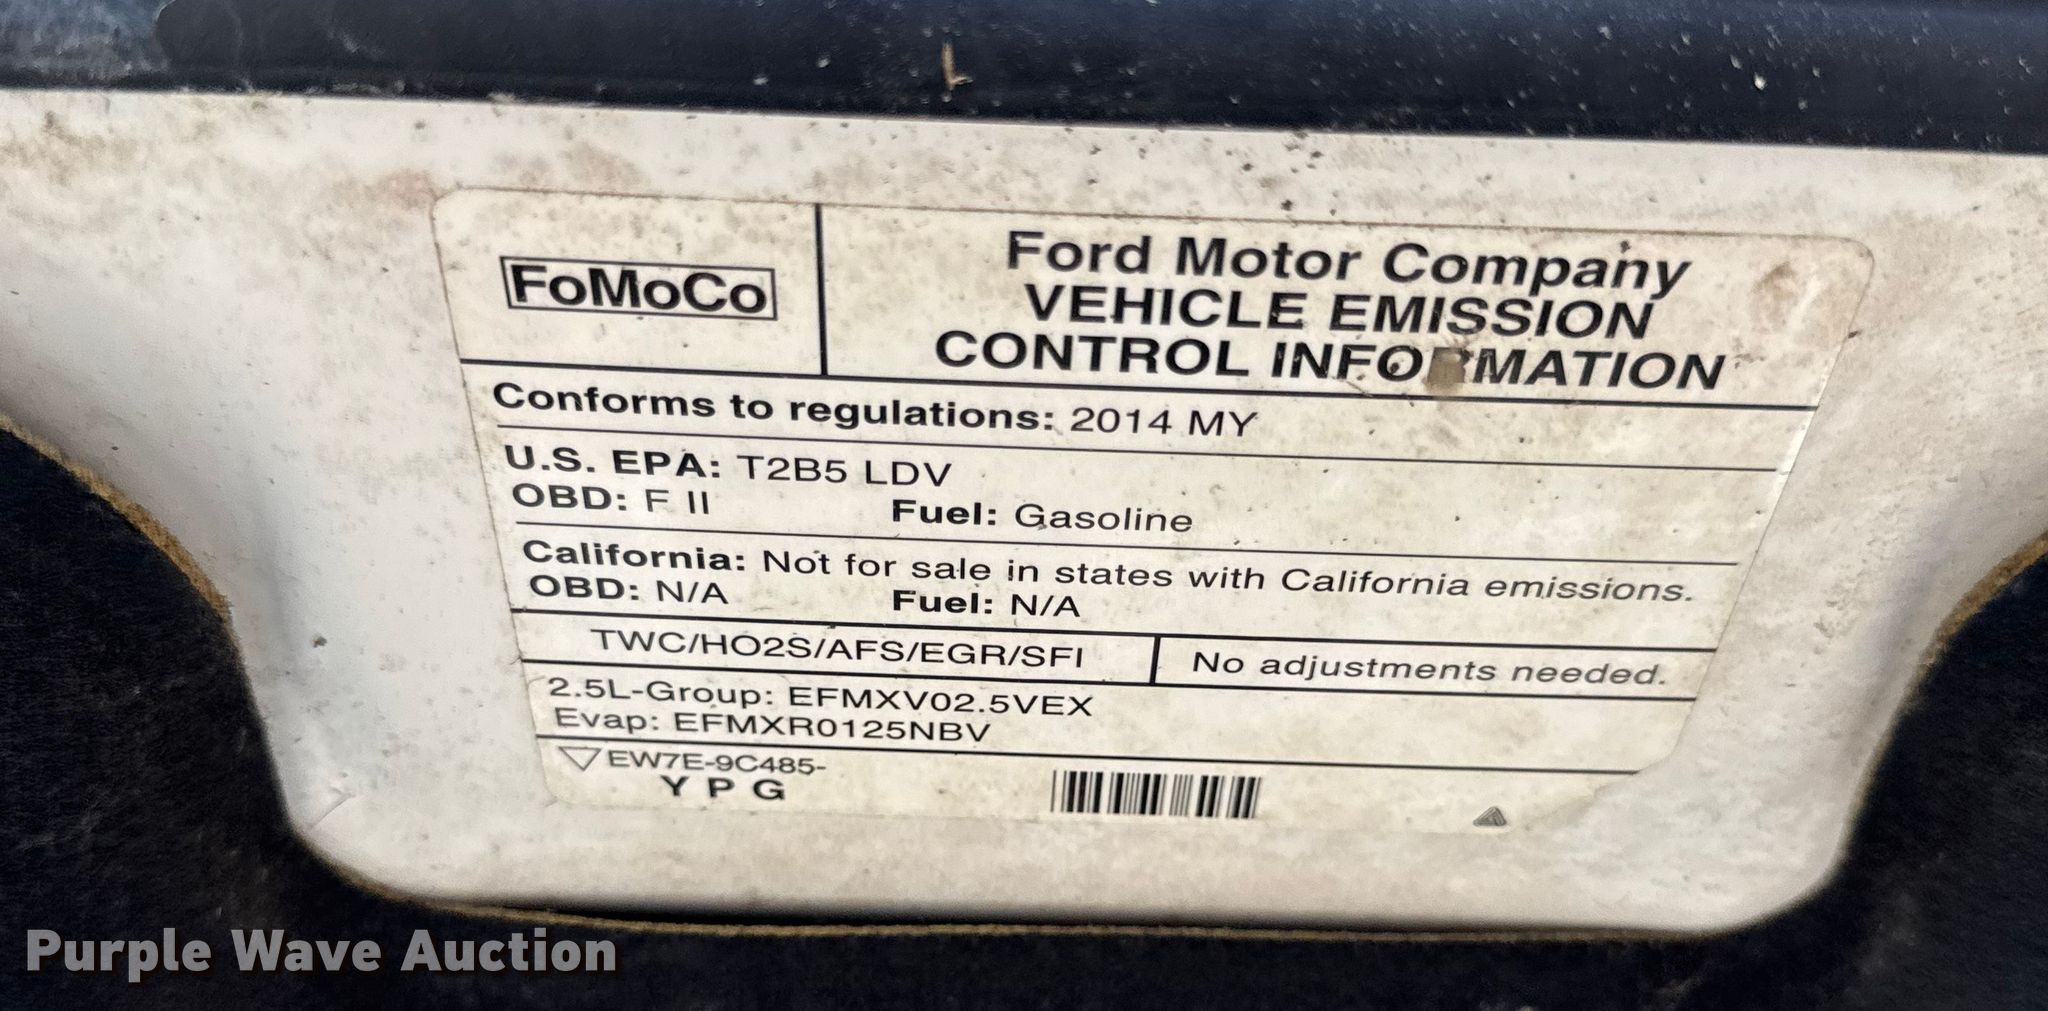 FoMoCo
Ford Motor Company
VEHICLE EMISSION
CONTROL INFORMATION
Conforms to regulations: 2014 MY
U.S. EPA: T2B5 LDV
OBD: F II Fuel: Gasoline
California: Not for sale in states with California emissions.
OBD: N/A Fuel: N/A
TWC/HO2S/AFS/EGR/SFI No adjustments needed.
2.5L-Group: EFMXV02.5VEX
Evap: EFMXR0125NBV
EW7E-9C485-
Y P G
Purple Wave Auction